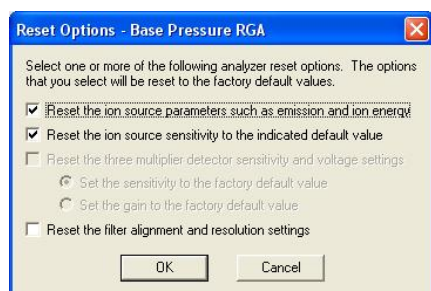 Reset Options - Base Pressure RGA
Select one or more of the following analyzer reset options. The options
that you select will be reset to the factory default values.
Reset the ion source parameters such as emission and ion energy
Reset the ion source sensitivity to the indicated default value
Reset the three multiplier detector sensitivity and voltage settings
Set the sensitivity to the factory default value
Set the gain to the factory default value
Reset the filter alignment and resolution settings
OK
Cancel